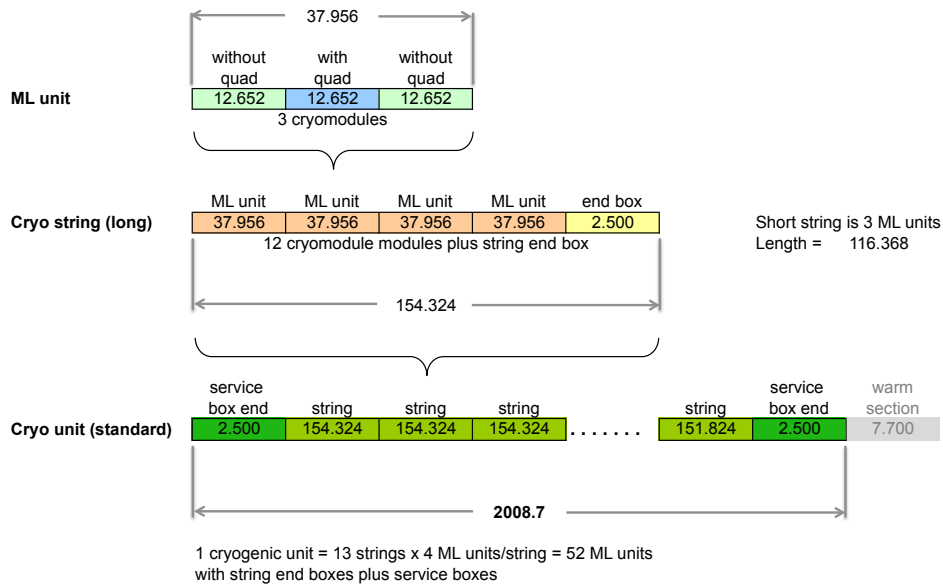 37.956
without with without
quad quad quad
ML unit 12.652 12.652 12.652
3 cryomodules
ML unit ML unit ML unit ML unit end box
Cryo string (long) 37.956 37.956 37.956 37.956 2.500
12 cryomodule modules plus string end box
Short string is 3 ML units
Length = 116.368
154.324
service service warm
box end string string string string box end section
Cryo unit (standard) 2.500 154.324 154.324 154.324 ....... 151.824 2.500 7.700
2008.7
1 cryogenic unit = 13 strings x 4 ML units/string = 52 ML units
with string end boxes plus service boxes